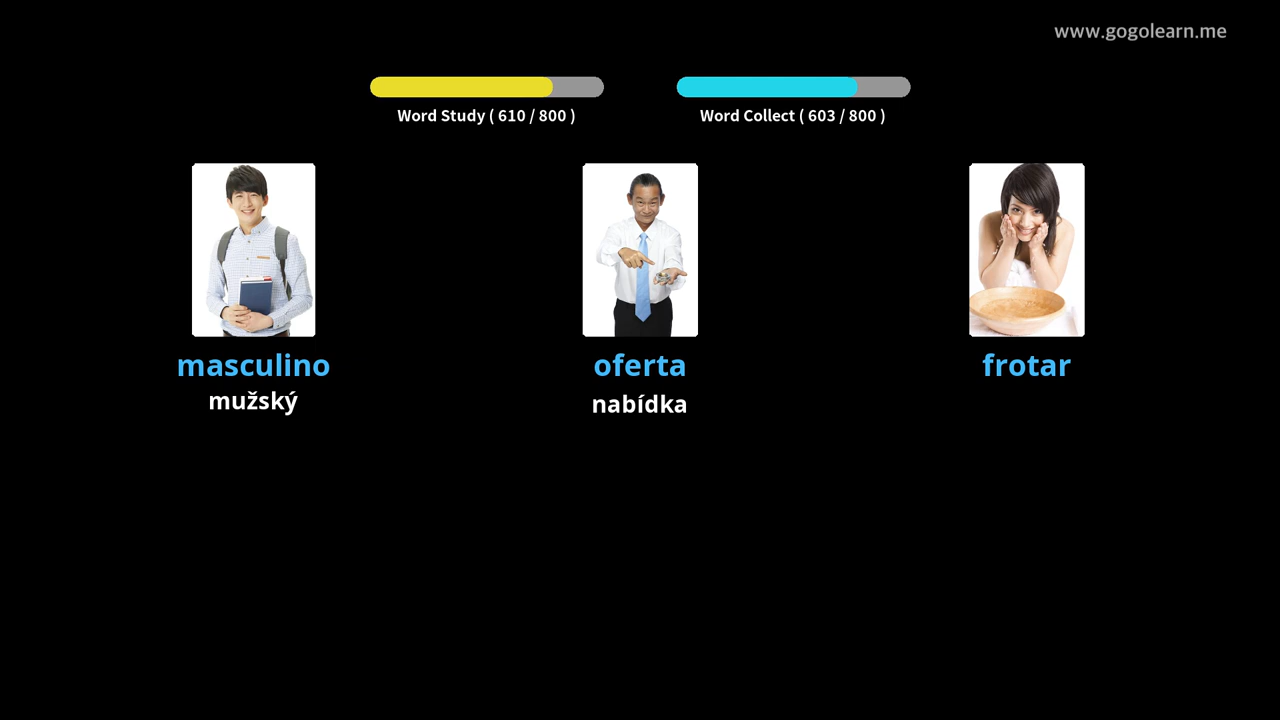 www.gogolearn.me
Word Study ( 610 / 800 )
Word Collect ( 603 / 800 )
masculino
mužský
oferta
nabídka
frotar